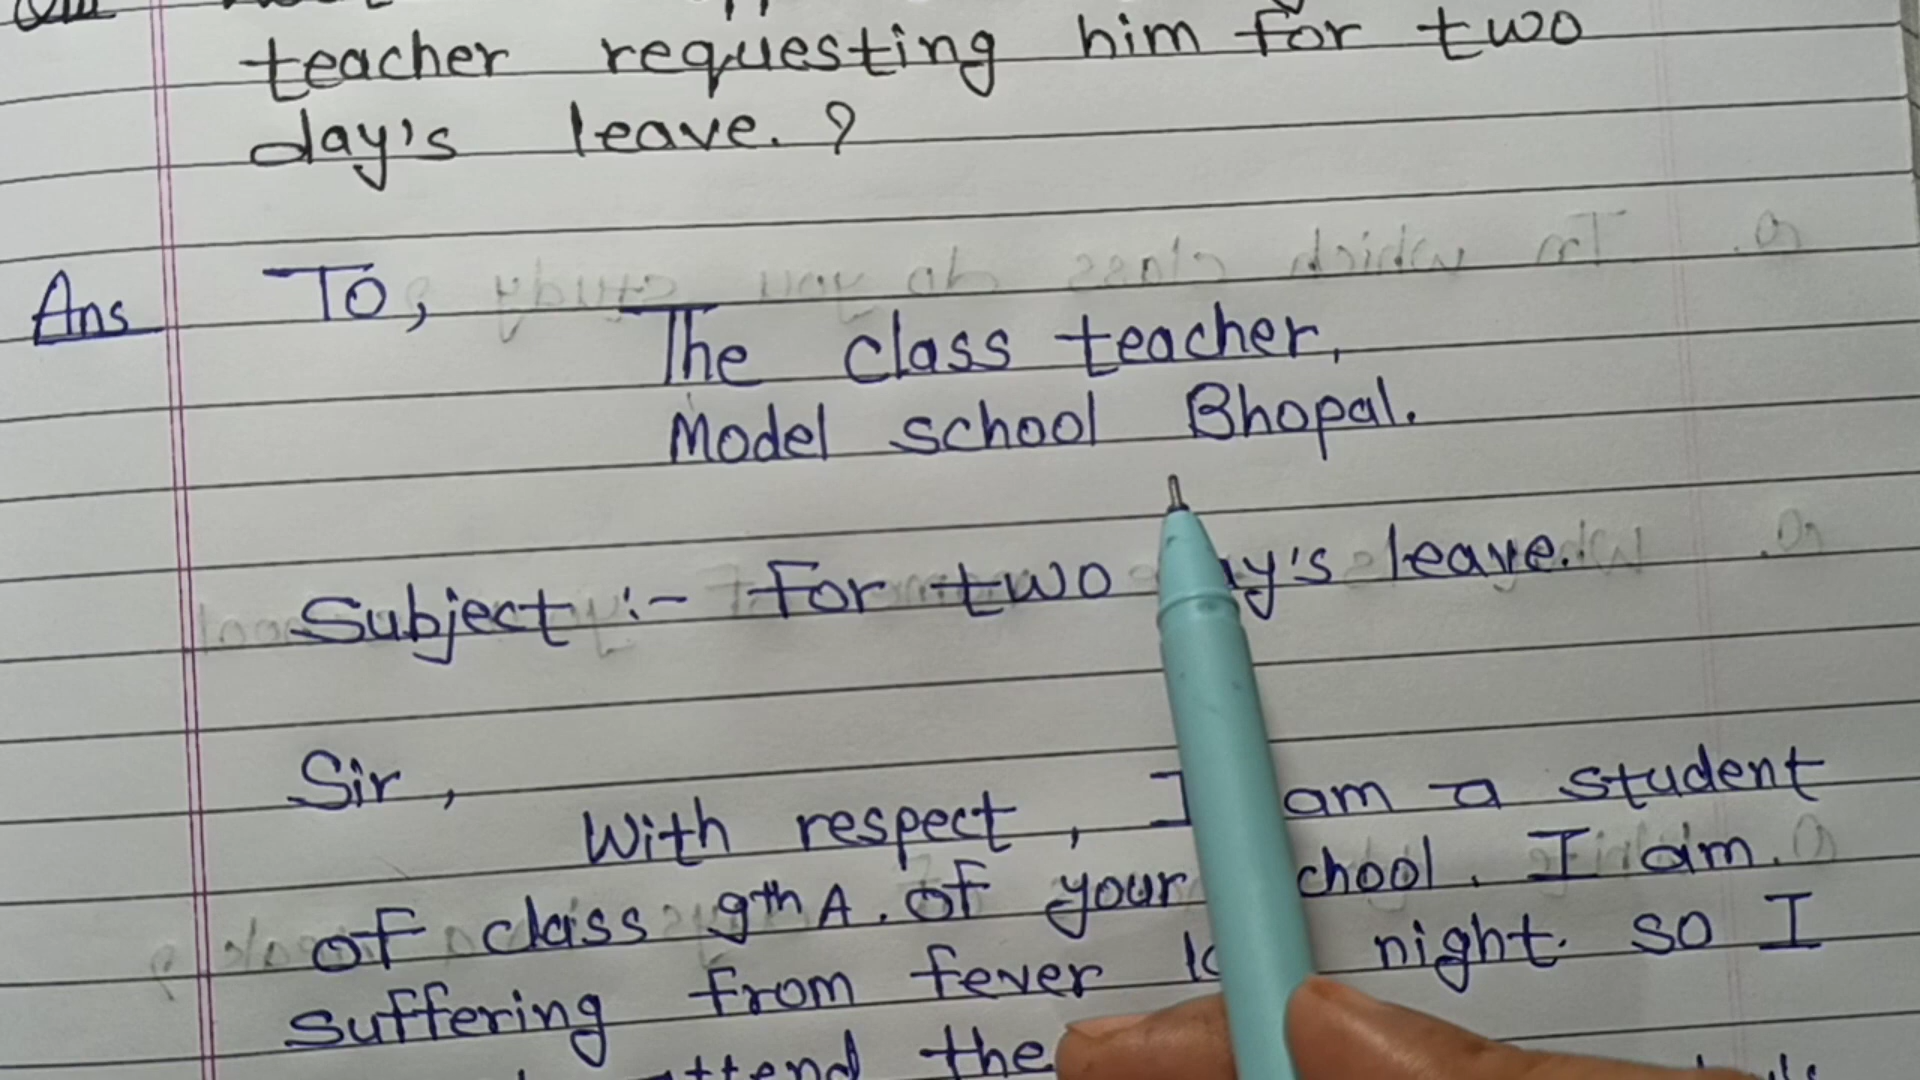 teacher requesting him for two
day's leave. ?
Ans To,
The class teacher,
Model school Bhopal.
Subject :- For two ay's leave.
Sir,
With respect, I am a student
of class 9th A. of your chool. I am.
suffering from fever night. so I
the